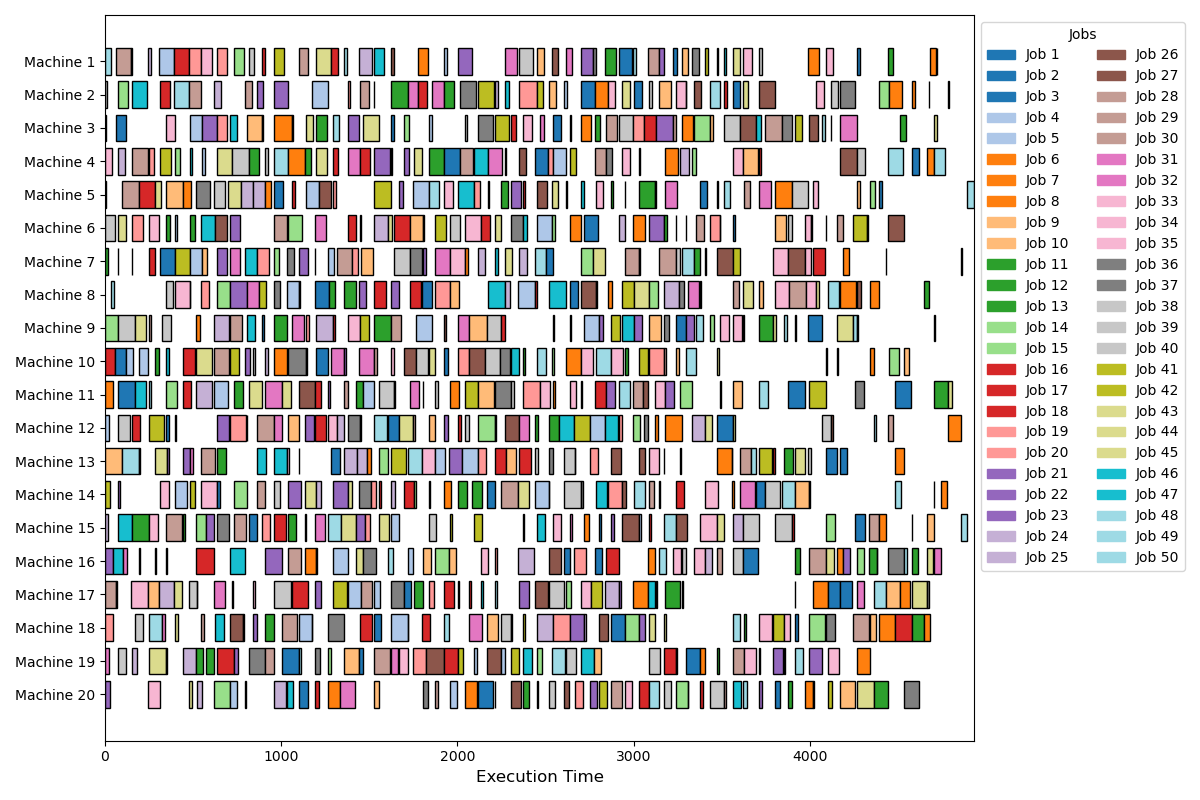 Machine 1
Machine 2
Machine 3
Machine 4
Machine 5
Machine 6
Machine 7
Machine 8
Machine 9
Machine 10
Machine 11
Machine 12
Machine 13
Machine 14
Machine 15
Machine 16
Machine 17
Machine 18
Machine 19
Machine 20
0 1000 2000 3000 4000
Execution Time
Jobs
Job 1 Job 26
Job 2 Job 27
Job 3 Job 28
Job 4 Job 29
Job 5 Job 30
Job 6 Job 31
Job 7 Job 32
Job 8 Job 33
Job 9 Job 34
Job 10 Job 35
Job 11 Job 36
Job 12 Job 37
Job 13 Job 38
Job 14 Job 39
Job 15 Job 40
Job 16 Job 41
Job 17 Job 42
Job 18 Job 43
Job 19 Job 44
Job 20 Job 45
Job 21 Job 46
Job 22 Job 47
Job 23 Job 48
Job 24 Job 49
Job 25 Job 50